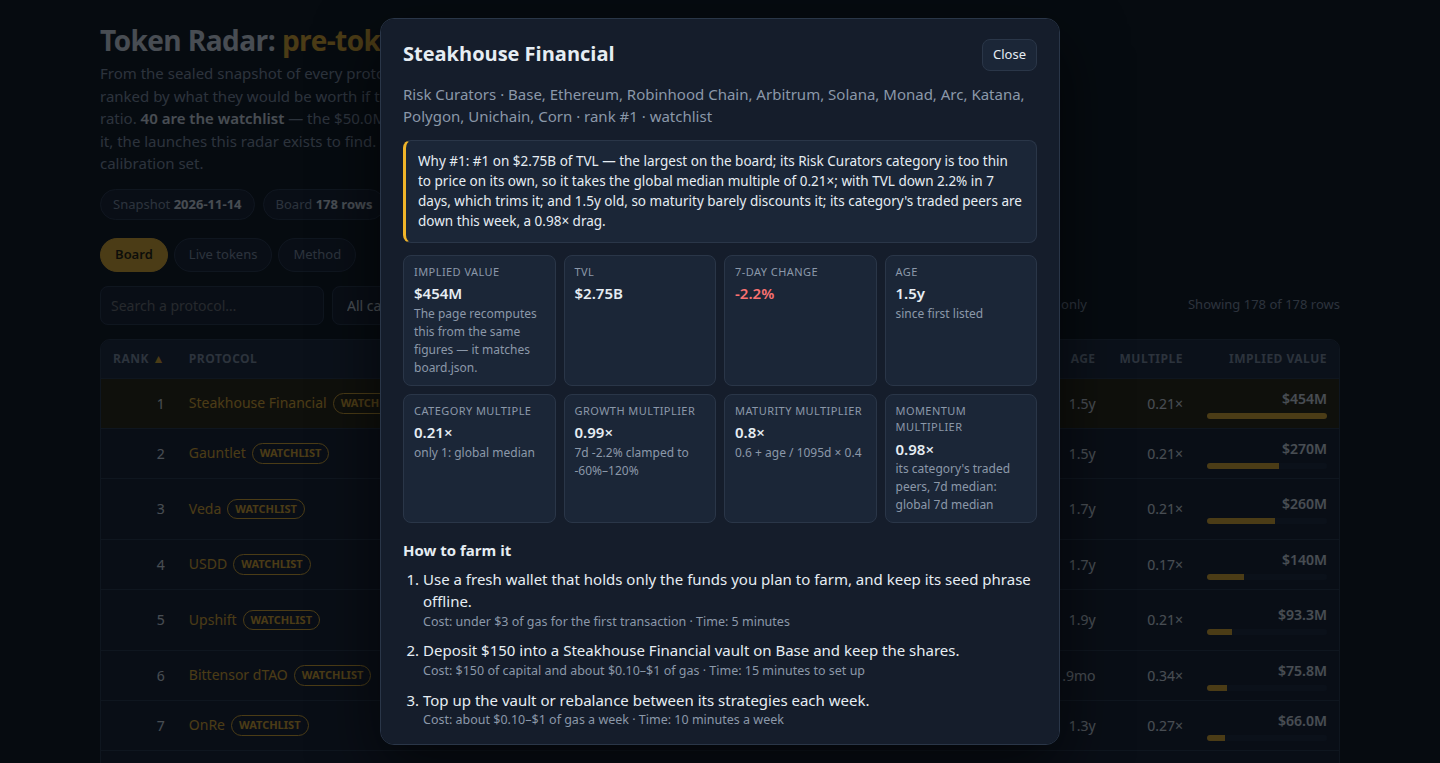 Token Radar: pre-tok
From the sealed snapshot of every proto
ranked by what they would be worth if t
ratio. 40 are the watchlist — the $50.0M
it, the launches this radar exists to find.
calibration set.
Snapshot 2026-11-14
Board 178 rows
Board
Live tokens
Method
Search a protocol...
All ca
only
Showing 178 of 178 rows
RANK ▲ PROTOCOL AGE MULTIPLE IMPLIED VALUE
1 Steakhouse Financial WATCH 1.5y 0.21× $454M
2 Gauntlet WATCHLIST 1.5y 0.21× $270M
3 Veda WATCHLIST 1.7y 0.21× $260M
4 USDD WATCHLIST 1.7y 0.17× $140M
5 Upshift WATCHLIST 1.9y 0.21× $93.3M
6 Bittensor dTAO WATCHLIST .9mo 0.34× $75.8M
7 OnRe WATCHLIST 1.3y 0.27× $66.0M
Steakhouse Financial
Close
Risk Curators · Base, Ethereum, Robinhood Chain, Arbitrum, Solana, Monad, Arc, Katana,
Polygon, Unichain, Corn · rank #1 · watchlist
Why #1: #1 on $2.75B of TVL — the largest on the board; its Risk Curators category is too thin
to price on its own, so it takes the global median multiple of 0.21×; with TVL down 2.2% in 7
days, which trims it; and 1.5y old, so maturity barely discounts it; its category's traded peers are
down this week, a 0.98× drag.
IMPLIED VALUE
$454M
The page recomputes
this from the same
figures — it matches
board.json.
TVL
$2.75B
7-DAY CHANGE
-2.2%
AGE
1.5y
since first listed
CATEGORY MULTIPLE
0.21×
only 1: global median
GROWTH MULTIPLIER
0.99×
7d -2.2% clamped to
-60%–120%
MATURITY MULTIPLIER
0.8×
0.6 + age / 1095d × 0.4
MOMENTUM
MULTIPLIER
0.98×
its category's traded
peers, 7d median:
global 7d median
How to farm it
1. Use a fresh wallet that holds only the funds you plan to farm, and keep its seed phrase
offline.
Cost: under $3 of gas for the first transaction · Time: 5 minutes
2. Deposit $150 into a Steakhouse Financial vault on Base and keep the shares.
Cost: $150 of capital and about $0.10–$1 of gas · Time: 15 minutes to set up
3. Top up the vault or rebalance between its strategies each week.
Cost: about $0.10–$1 of gas a week · Time: 10 minutes a week